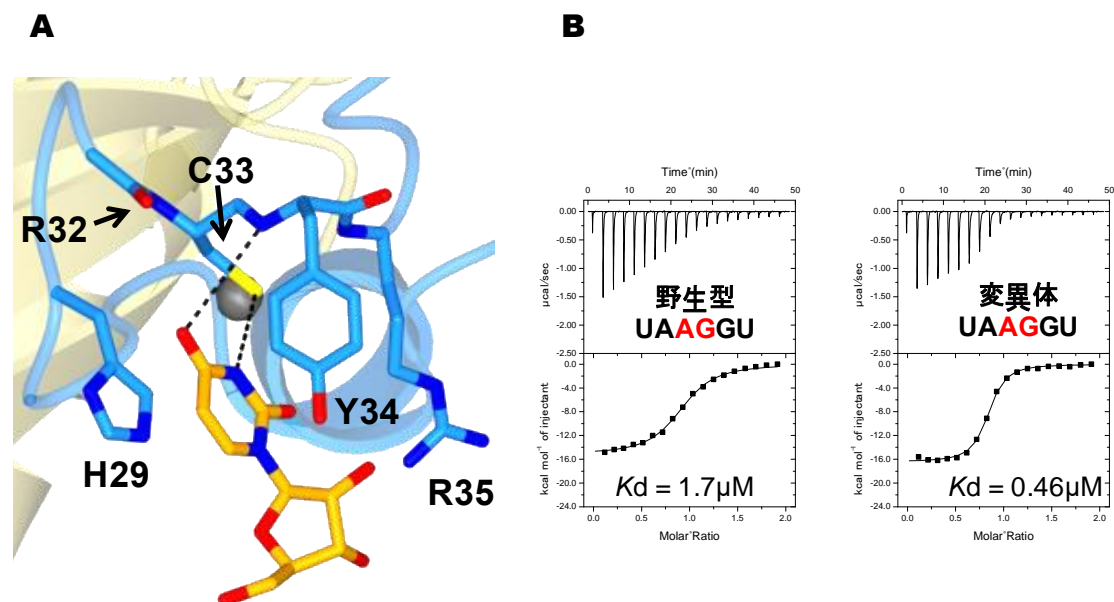 A
C33
R32
Y34
H29
R35
B
Time˚(min)
0 10 20 30 40 50
0.00
-0.50
-1.00
-1.50
-2.00
-2.50
µcal/sec
野生型
UAAGGU
0.0
-4.0
-8.0
-12.0
-16.0
-20.0
-24.0
kcal mol⁻¹ of injectant
Kd = 1.7µM
0.0 0.5 1.0 1.5 2.0
Molar˚Ratio
Time˚(min)
0 10 20 30 40 50
0.00
-0.50
-1.00
-1.50
-2.00
-2.50
µcal/sec
変異体
UAAGGU
0.0
-4.0
-8.0
-12.0
-16.0
-20.0
-24.0
kcal mol⁻¹ of injectant
Kd = 0.46µM
0.0 0.5 1.0 1.5 2.0
Molar˚Ratio